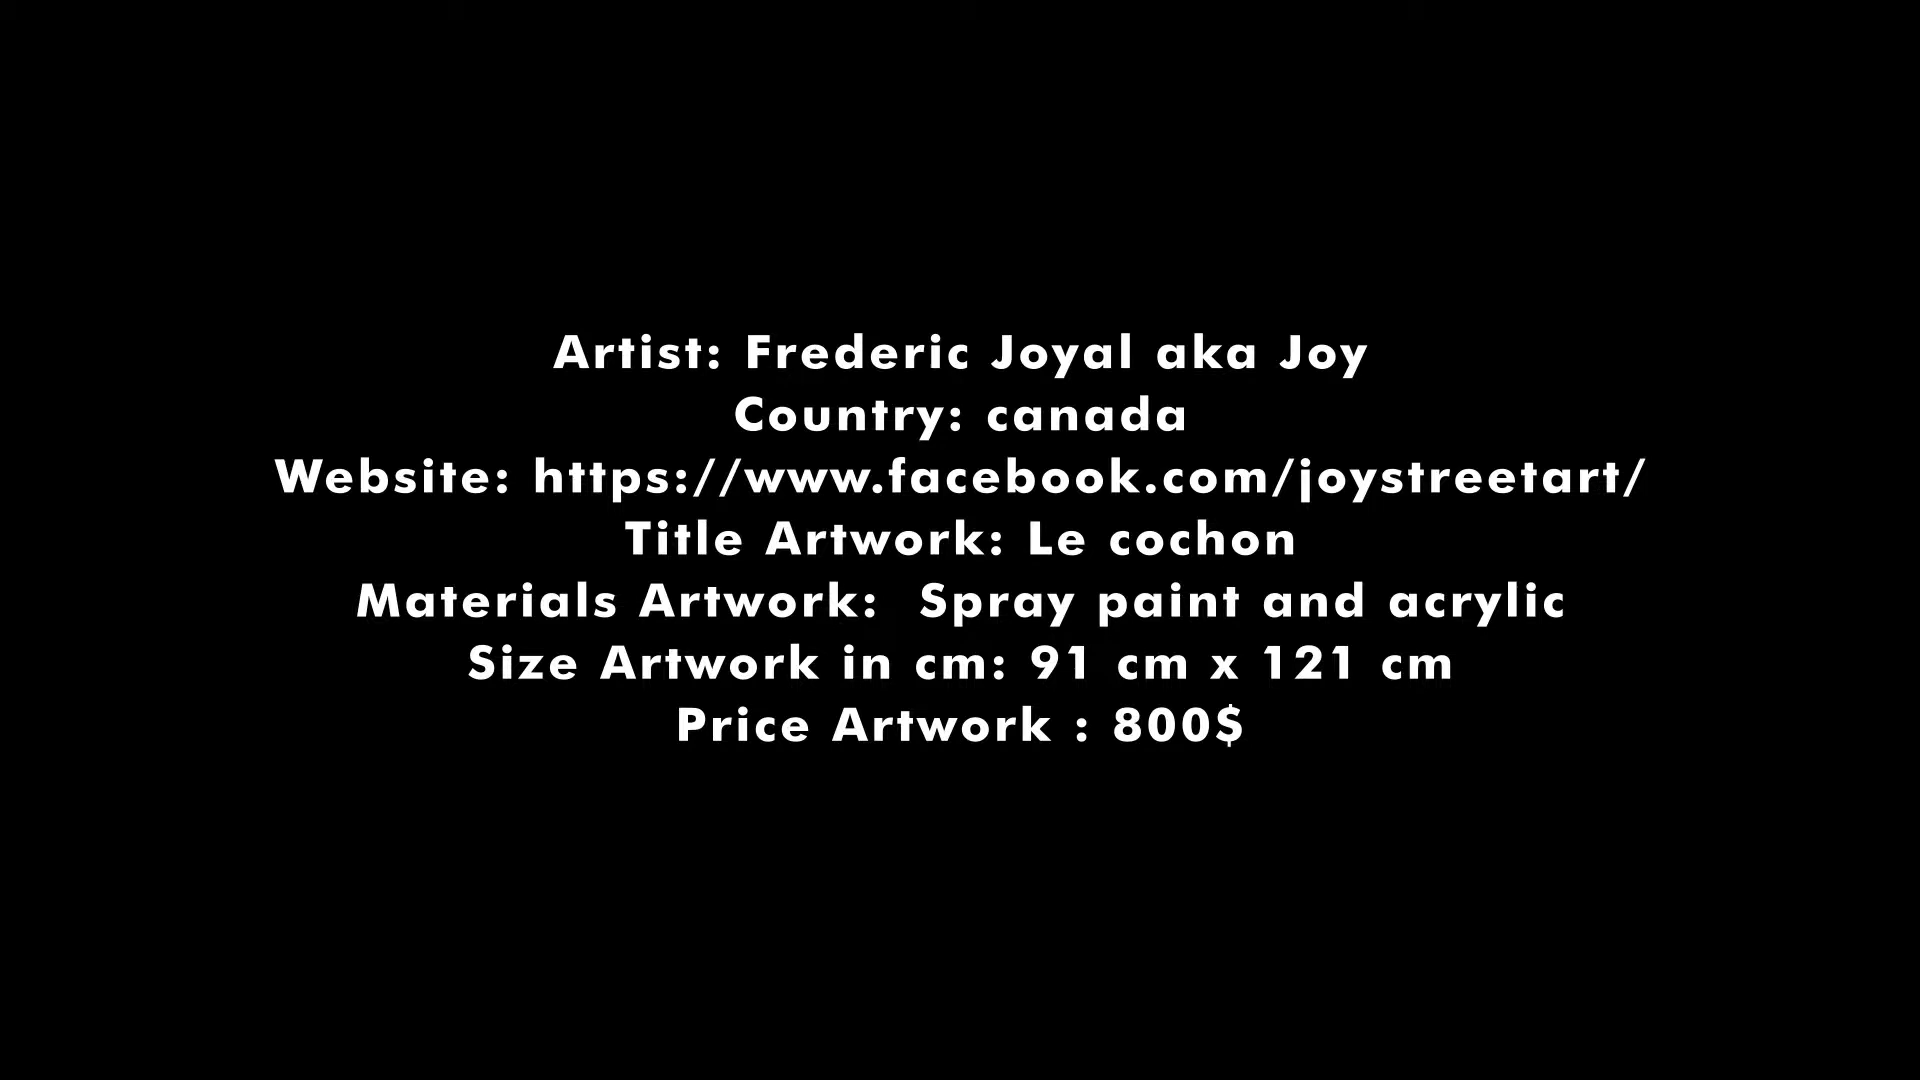 Artist: Frederic Joyal aka Joy
Country: canada
Website: https://www.facebook.com/joystreetart/
Title Artwork: Le cochon
Materials Artwork:  Spray paint and acrylic
Size Artwork in cm: 91 cm x 121 cm
Price Artwork : 800$